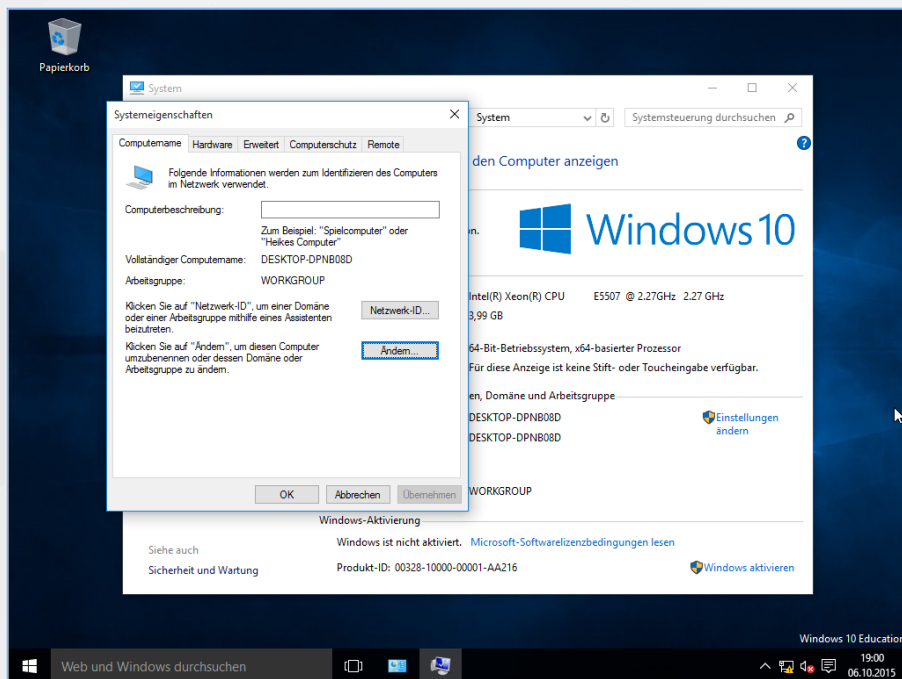 Papierkorb
System
Systemeigenschaften
System
Systemsteuerung durchsuchen
Computername Hardware Erweitert Computerschutz Remote
den Computer anzeigen
Folgende Informationen werden zum Identifizieren des Computers
im Netzwerk verwendet.
Computerbeschreibung:
Zum Beispiel: "Spielcomputer" oder
"Heikes Computer"
Vollständiger Computername: DESKTOP-DPNB08D
Arbeitsgruppe: WORKGROUP
Klicken Sie auf "Netzwerk-ID", um einer Domäne
oder einer Arbeitsgruppe mithilfe eines Assistenten
beizutreten.
Netzwerk-ID...
Klicken Sie auf "Ändern", um diesen Computer
umzubenennen oder dessen Domäne oder
Arbeitsgruppe zu ändern.
Ändern...
OK Abbrechen Übernehmen
n.
Windows 10
Intel(R) Xeon(R) CPU E5507 @ 2.27GHz 2.27 GHz
3,99 GB
64-Bit-Betriebssystem, x64-basierter Prozessor
Für diese Anzeige ist keine Stift- oder Toucheingabe verfügbar.
en, Domäne und Arbeitsgruppe
DESKTOP-DPNB08D
DESKTOP-DPNB08D
Einstellungen
ändern
WORKGROUP
Windows-Aktivierung
Windows ist nicht aktiviert. Microsoft-Softwarelizenzbedingungen lesen
Produkt-ID: 00328-10000-00001-AA216
Windows aktivieren
Siehe auch
Sicherheit und Wartung
Windows 10 Education
Web und Windows durchsuchen
19:00
06.10.2015